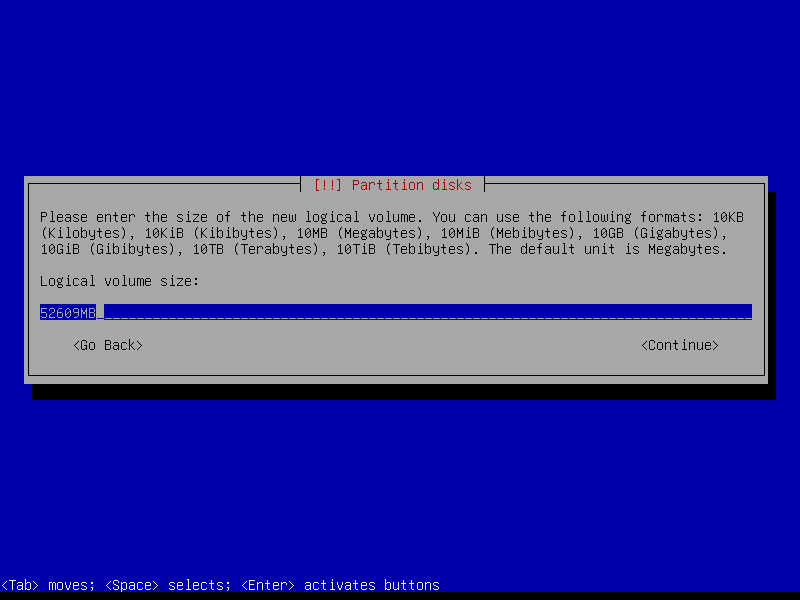 [!!] Partition disks
Please enter the size of the new logical volume. You can use the following formats: 10KB
(Kilobytes), 10KiB (Kibibytes), 10MB (Megabytes), 10MiB (Mebibytes), 10GB (Gigabytes),
10GiB (Gibibytes), 10TB (Terabytes), 10TiB (Tebibytes). The default unit is Megabytes.
Logical volume size:
52609MB
<Go Back> <Continue>
<Tab> moves; <Space> selects; <Enter> activates buttons